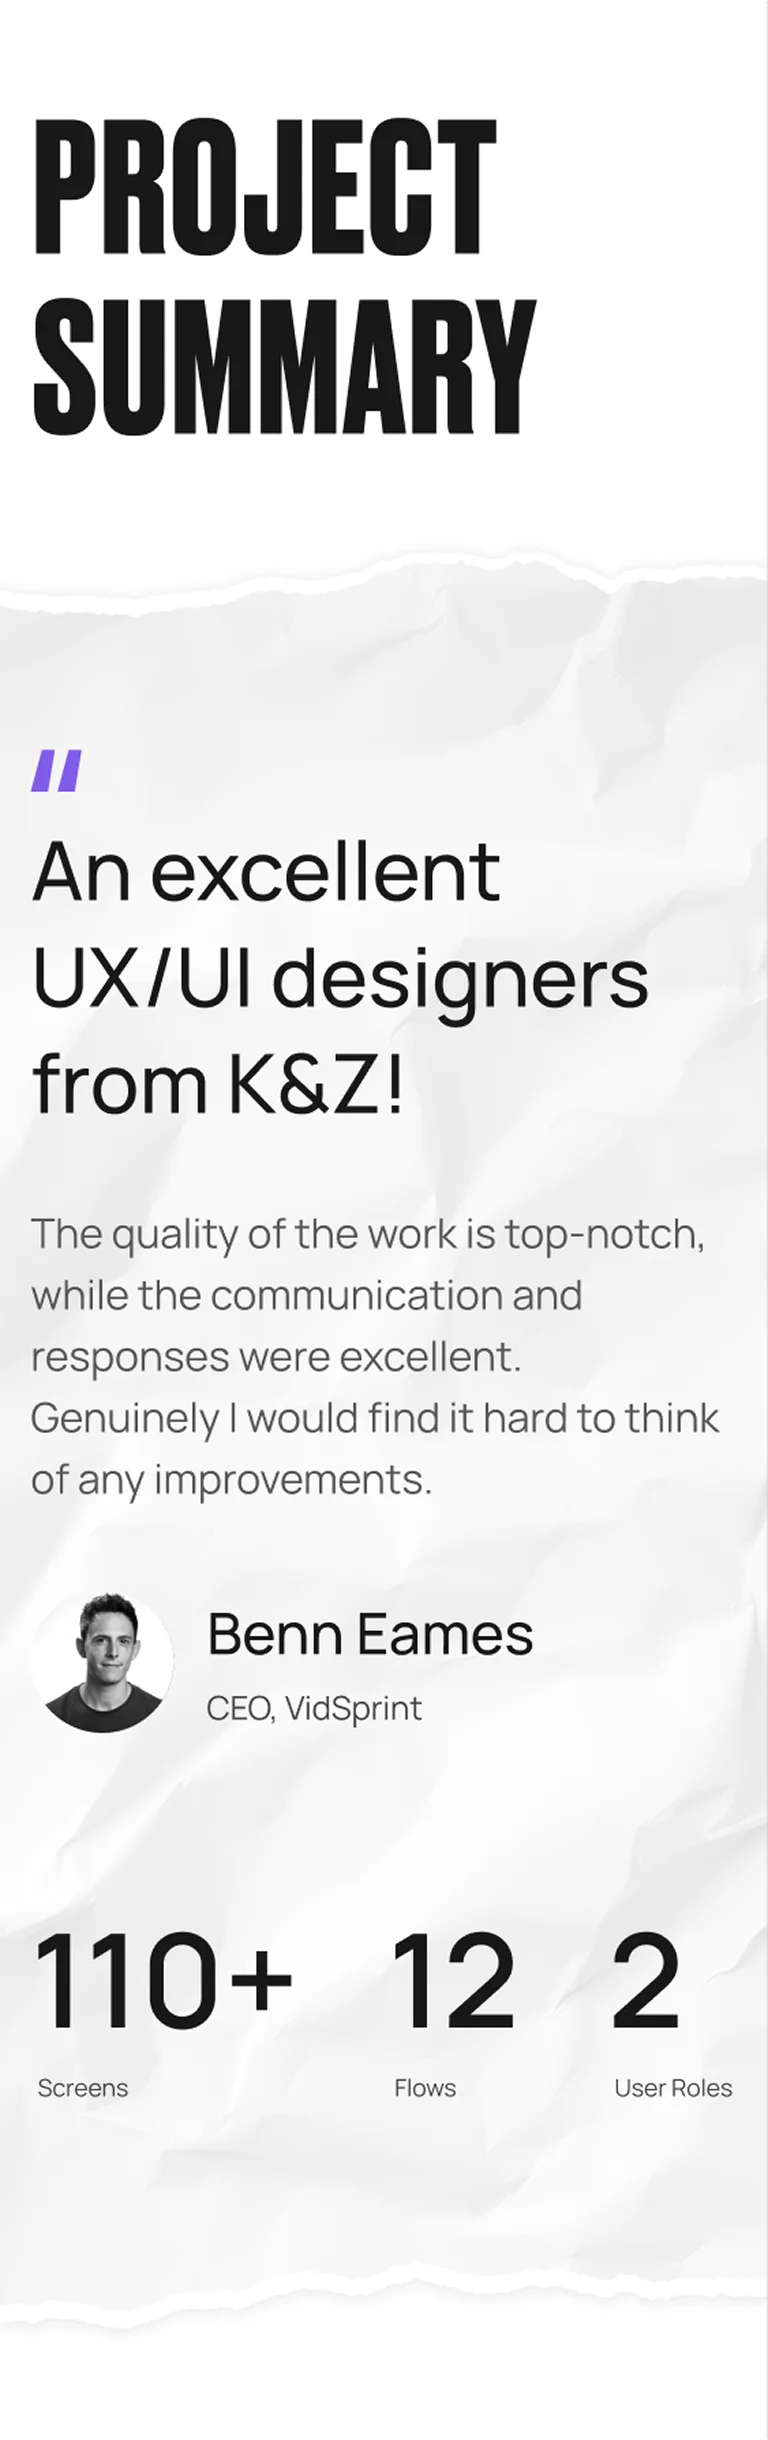 PROJECT
SUMMARY
"
An excellent
UX/UI designers
from K&Z!
The quality of the work is top-notch,
while the communication and
responses were excellent.
Genuinely I would find it hard to think
of any improvements.
Benn Eames
CEO, VidSprint
110+ 12 2
Screens Flows User Roles